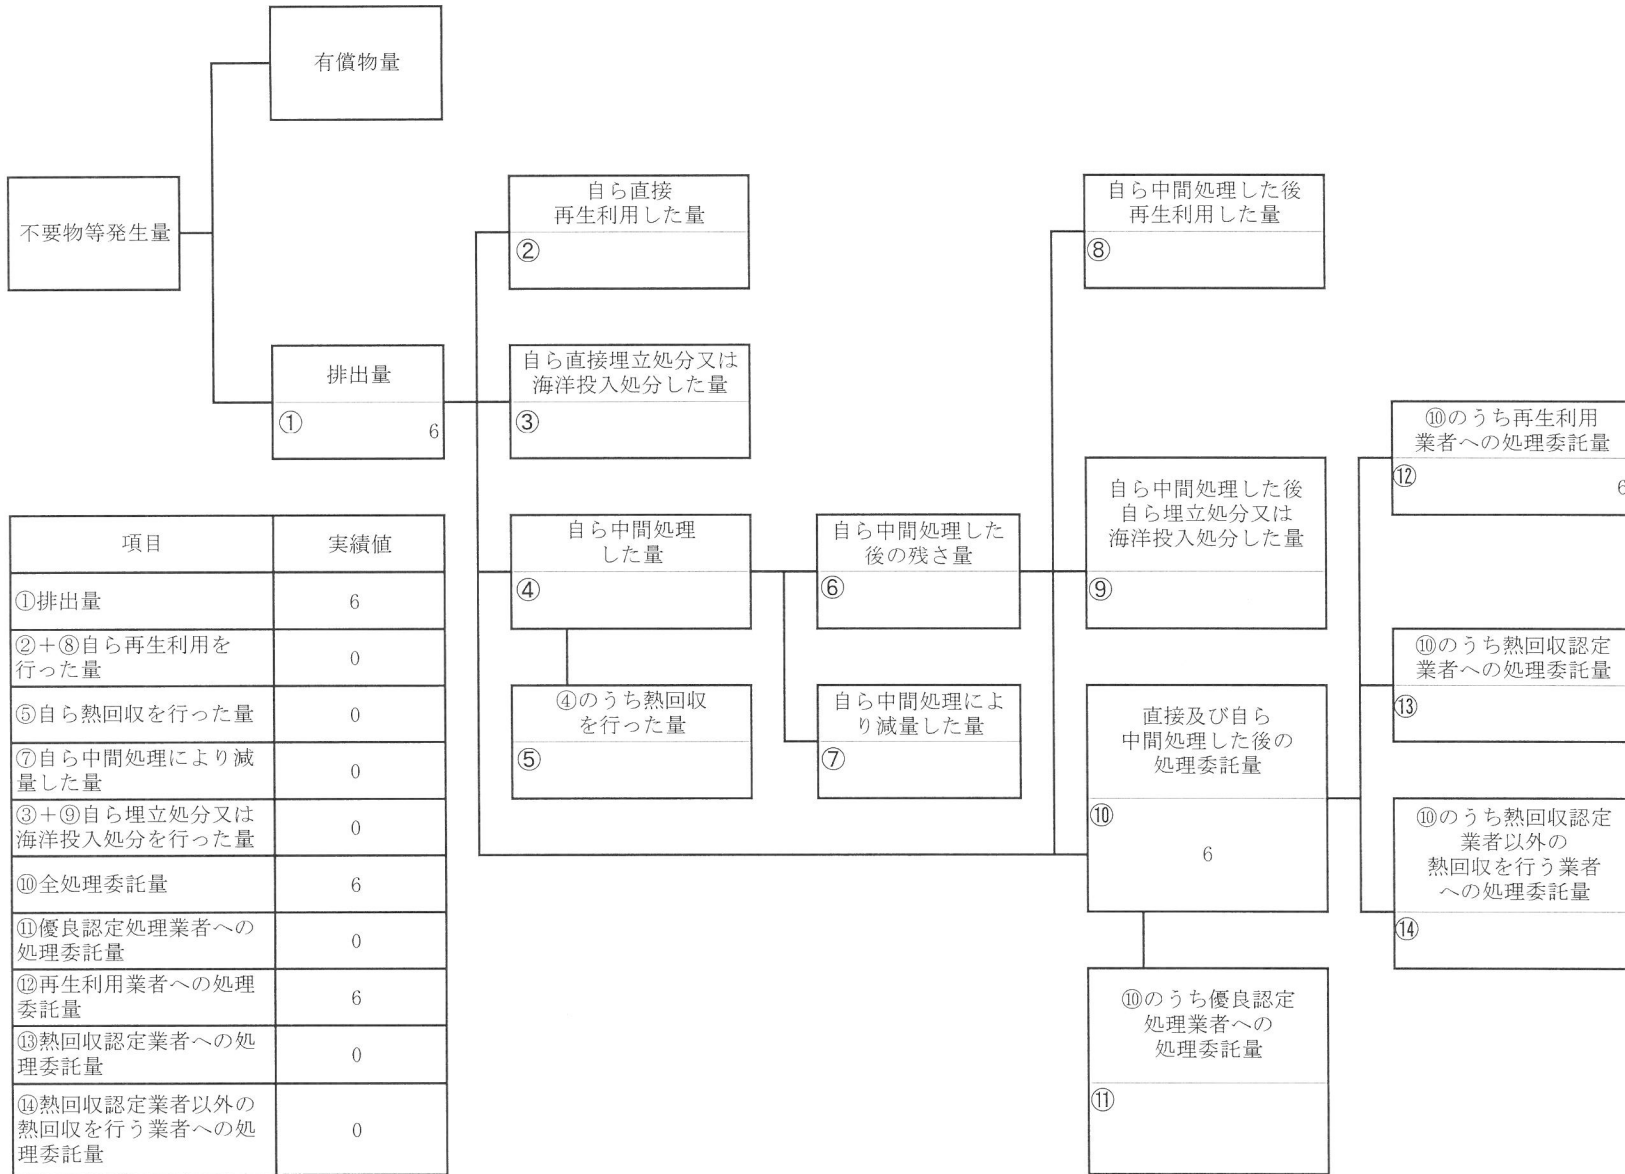 有償物量
不要物等発生量
排出量
①
6
自ら直接
再生利用した量
②
自ら直接埋立処分又は
海洋投入処分した量
③
自ら中間処理
した量
④
④のうち熱回収
を行った量
⑤
自ら中間処理した
後の残さ量
⑥
自ら中間処理によ
り減量した量
⑦
自ら中間処理した後
再生利用した量
⑧
自ら中間処理した後
自ら埋立処分又は
海洋投入処分した量
⑨
直接及び自ら
中間処理した後の
処理委託量
⑩
6
⑩のうち優良認定
処理業者への
処理委託量
⑪
⑩のうち再生利用
業者への処理委託量
⑫
6
⑩のうち熱回収認定
業者への処理委託量
⑬
⑩のうち熱回収認定
業者以外の
熱回収を行う業者
への処理委託量
⑭
項目 実績値
①排出量 6
②+⑧自ら再生利用を
行った量 0
⑤自ら熱回収を行った量 0
⑦自ら中間処理により減
量した量 0
③+⑨自ら埋立処分又は
海洋投入処分を行った量 0
⑩全処理委託量 6
⑪優良認定処理業者への
処理委託量 0
⑫再生利用業者への処理
委託量 6
⑬熱回収認定業者への処
理委託量 0
⑭熱回収認定業者以外の
熱回収を行う業者への処
理委託量 0